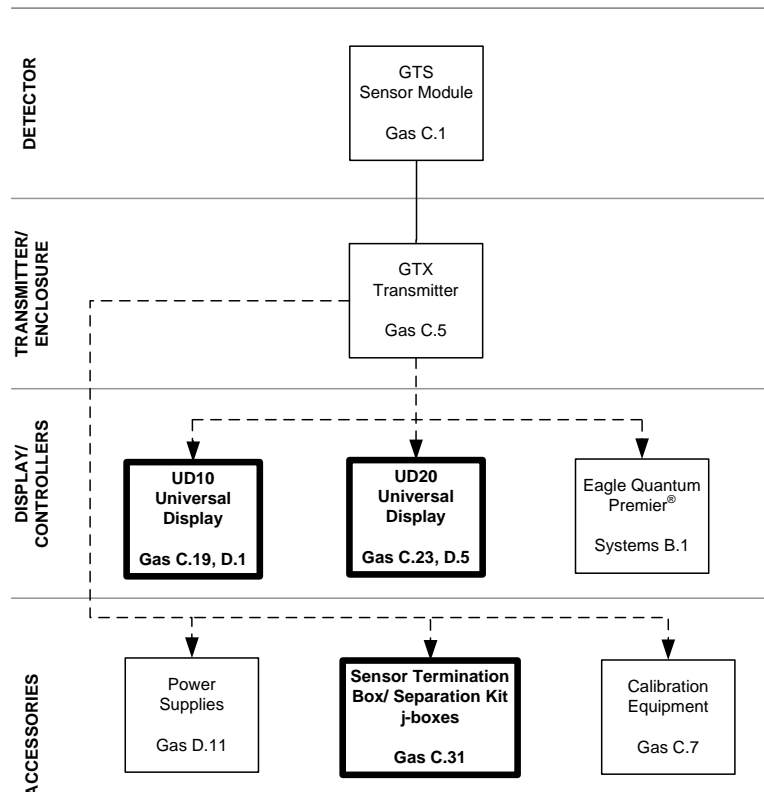 DETECTOR
GTS
Sensor Module
Gas C.1
TRANSMITTER/
ENCLOSURE
GTX
Transmitter
Gas C.5
DISPLAY/
CONTROLLERS
UD10
Universal
Display
Gas C.19, D.1
UD20
Universal
Display
Gas C.23, D.5
Eagle Quantum
Premier®
Systems B.1
ACCESSORIES
Power
Supplies
Gas D.11
Sensor Termination
Box/ Separation Kit
j-boxes
Gas C.31
Calibration
Equipment
Gas C.7